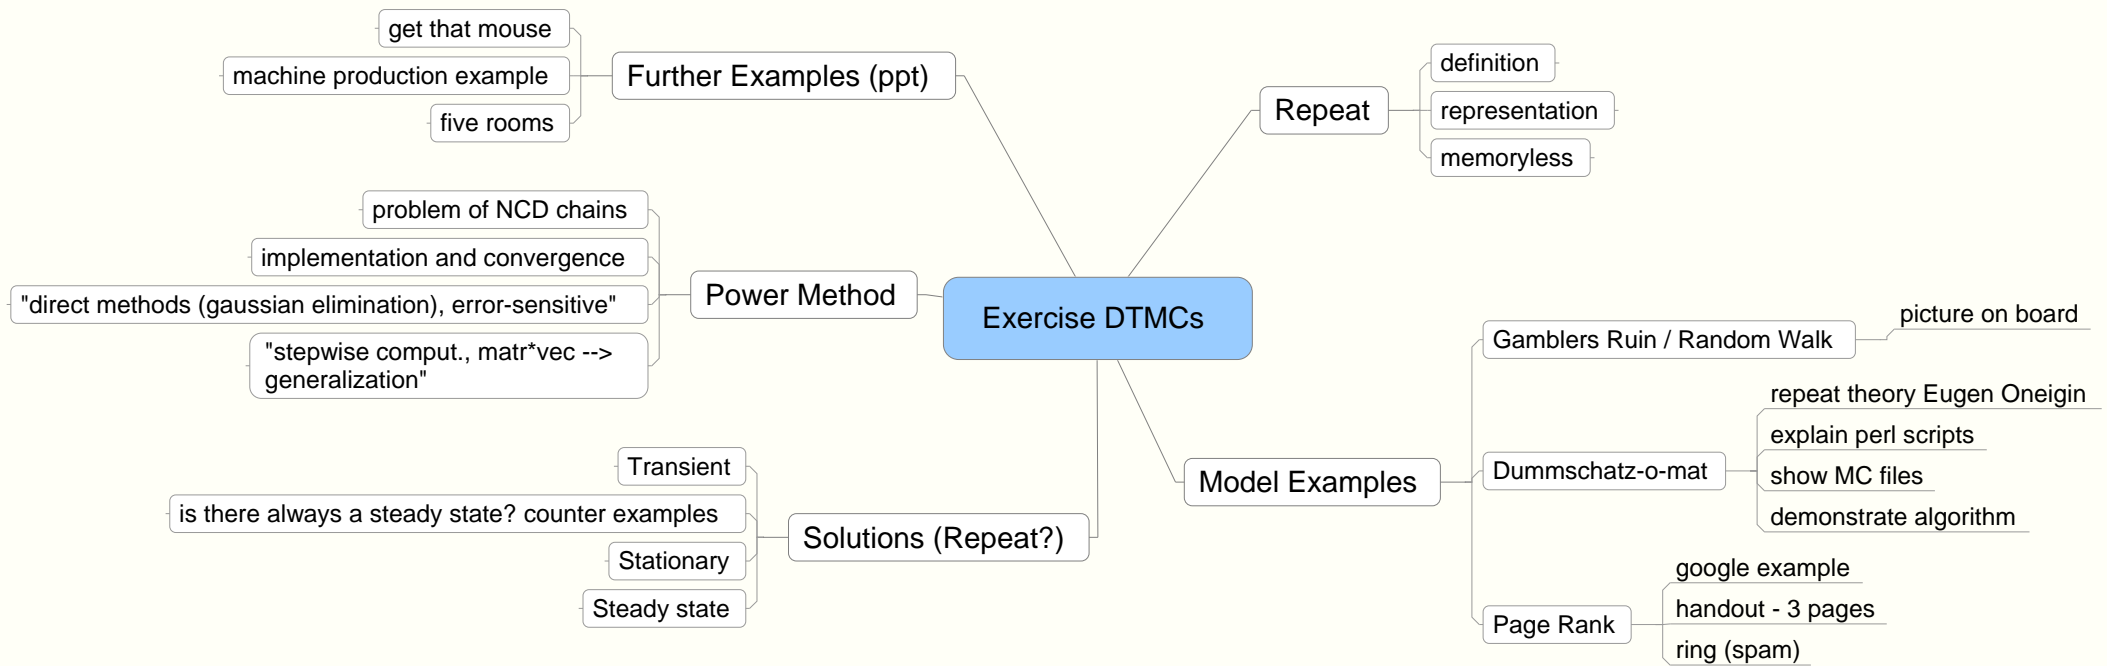 Exercise DTMCs
Repeat
definition
representation
memoryless
Model Examples
Gamblers Ruin / Random Walk
picture on board
Dummschatz-o-mat
repeat theory Eugen Oneigin
explain perl scripts
show MC files
demonstrate algorithm
Page Rank
google example
handout - 3 pages
ring (spam)
Further Examples (ppt)
get that mouse
machine production example
five rooms
Power Method
problem of NCD chains
implementation and convergence
"direct methods (gaussian elimination), error-sensitive"
"stepwise comput., matr*vec -->
generalization"
Solutions (Repeat?)
Transient
is there always a steady state? counter examples
Stationary
Steady state